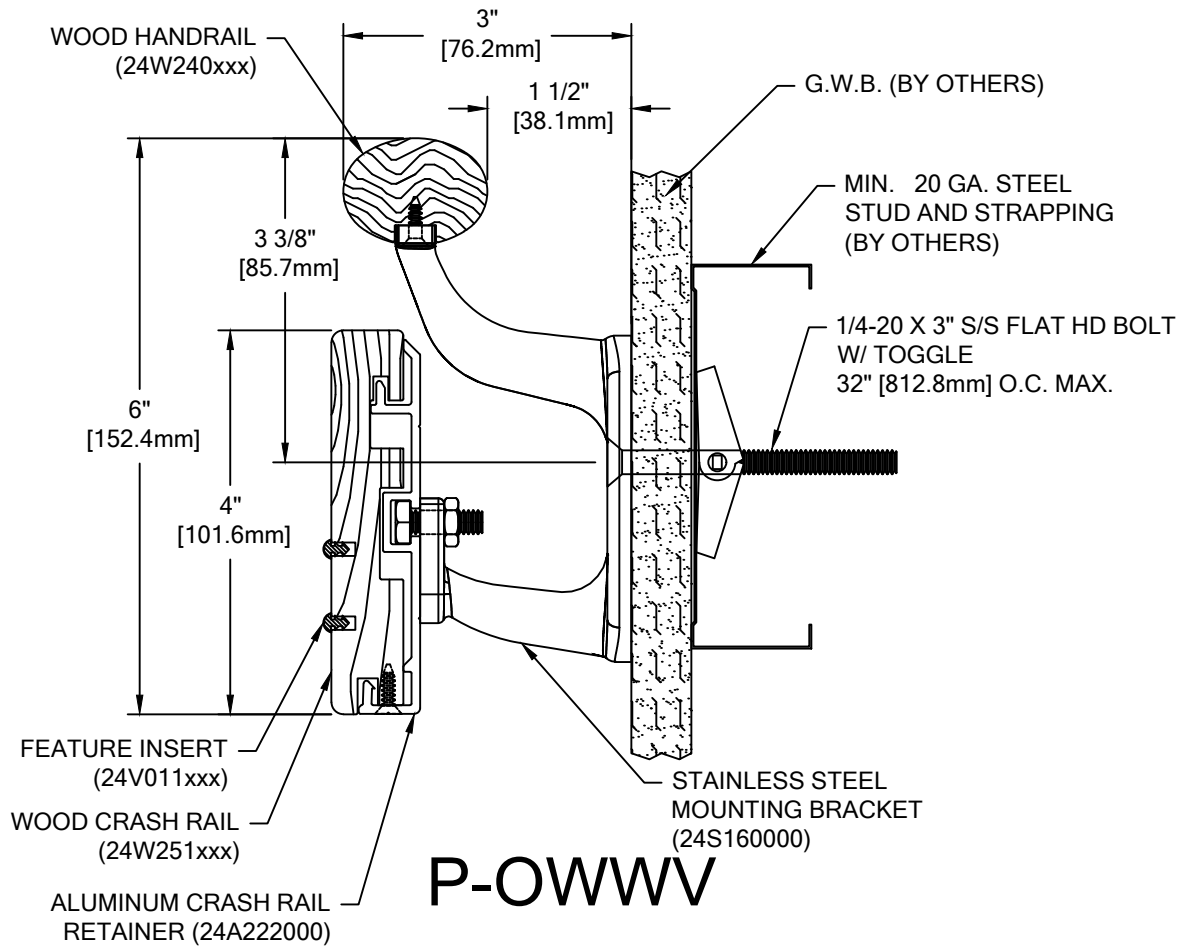 WOOD HANDRAIL
(24W240xxx)
3"
[76.2mm]
1 1/2"
[38.1mm]
G.W.B. (BY OTHERS)
MIN. 20 GA. STEEL
STUD AND STRAPPING
(BY OTHERS)
3 3/8"
[85.7mm]
1/4-20 X 3" S/S FLAT HD BOLT
W/ TOGGLE
32" [812.8mm] O.C. MAX.
6"
[152.4mm]
4"
[101.6mm]
FEATURE INSERT
(24V011xxx)
WOOD CRASH RAIL
(24W251xxx)
ALUMINUM CRASH RAIL
RETAINER (24A222000)
STAINLESS STEEL
MOUNTING BRACKET
(24S160000)
P-OWWV